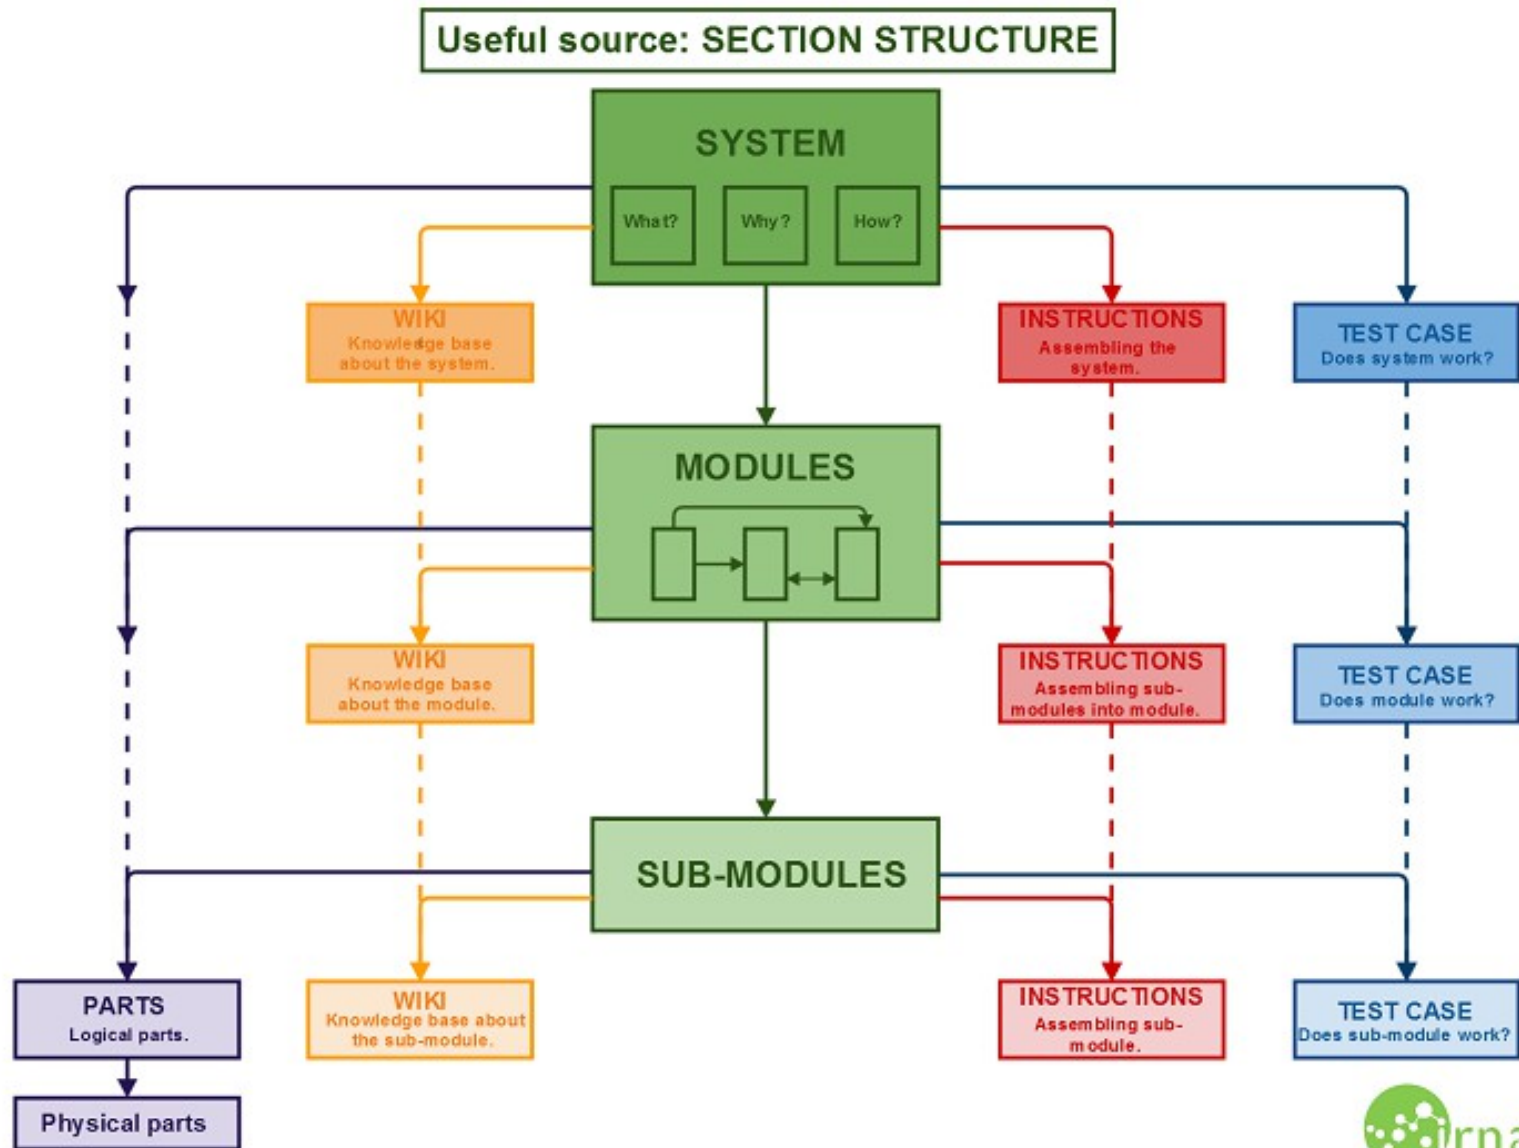 Useful source: SECTION STRUCTURE
SYSTEM
What?
Why?
How?
WIKI
Knowledge base
about the system.
INSTRUCTIONS
Assembling the
system.
TEST CASE
Does system work?
MODULES
WIKI
Knowledge base
about the module.
INSTRUCTIONS
Assembling sub-
modules into module.
TEST CASE
Does module work?
SUB-MODULES
PARTS
Logical parts.
WIKI
Knowledge base about
the sub-module.
INSTRUCTIONS
Assembling sub-
module.
TEST CASE
Does sub-module work?
Physical parts